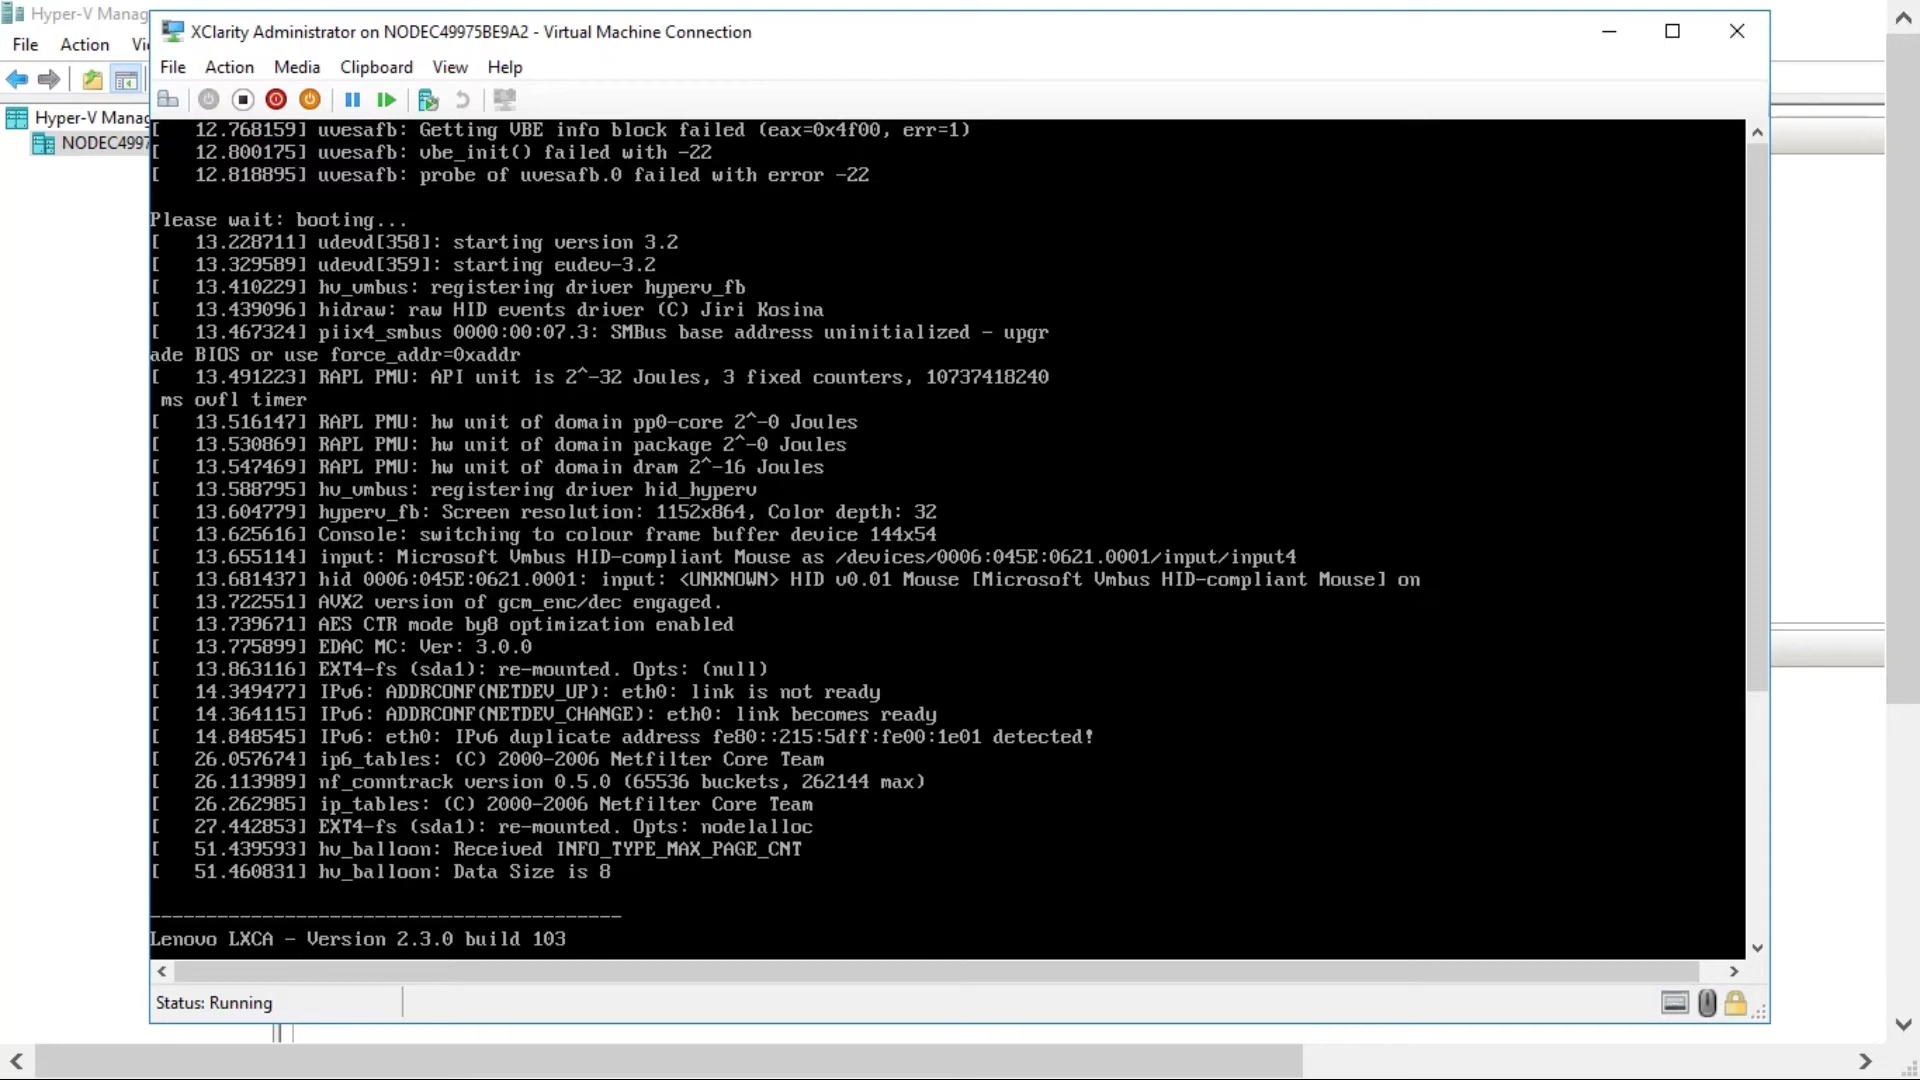 Hyper-V Manag
File Action Vi
Hyper-V Manag
NODEC4997
XClarity Administrator on NODEC49975BE9A2 - Virtual Machine Connection
File Action Media Clipboard View Help
[ 12.768159] uvesafb: Getting VBE info block failed (eax=0x4f00, err=1)
[ 12.800175] uvesafb: vbe_init() failed with -22
[ 12.818895] uvesafb: probe of uvesafb.0 failed with error -22
Please wait: booting...
[ 13.228711] udevd[358]: starting version 3.2
[ 13.329589] udevd[359]: starting eudev-3.2
[ 13.410229] hv_vmbus: registering driver hyperv_fb
[ 13.439096] hidraw: raw HID events driver (C) Jiri Kosina
[ 13.467324] piix4_smbus 0000:00:07.3: SMBus base address uninitialized - upgr
ade BIOS or use force_addr=0xaddr
[ 13.491223] RAPL PMU: API unit is 2^-32 Joules, 3 fixed counters, 10737418240
ms ovfl timer
[ 13.516147] RAPL PMU: hw unit of domain pp0-core 2^-0 Joules
[ 13.530869] RAPL PMU: hw unit of domain package 2^-0 Joules
[ 13.547469] RAPL PMU: hw unit of domain dram 2^-16 Joules
[ 13.588795] hv_vmbus: registering driver hid_hyperv
[ 13.604779] hyperv_fb: Screen resolution: 1152x864, Color depth: 32
[ 13.625616] Console: switching to colour frame buffer device 144x54
[ 13.655114] input: Microsoft Vmbus HID-compliant Mouse as /devices/0006:045E:0621.0001/input/input4
[ 13.681437] hid 0006:045E:0621.0001: input: <UNKNOWN> HID v0.01 Mouse [Microsoft Vmbus HID-compliant Mouse] on
[ 13.722551] AVX2 version of gcm_enc/dec engaged.
[ 13.739671] AES CTR mode by8 optimization enabled
[ 13.775899] EDAC MC: Ver: 3.0.0
[ 13.863116] EXT4-fs (sda1): re-mounted. Opts: (null)
[ 14.349477] IPv6: ADDRCONF(NETDEV_UP): eth0: link is not ready
[ 14.364115] IPv6: ADDRCONF(NETDEV_CHANGE): eth0: link becomes ready
[ 14.848545] IPv6: eth0: IPv6 duplicate address fe80::215:5dff:fe00:1e01 detected!
[ 26.057674] ip6_tables: (C) 2000-2006 Netfilter Core Team
[ 26.113989] nf_conntrack version 0.5.0 (65536 buckets, 262144 max)
[ 26.262985] ip_tables: (C) 2000-2006 Netfilter Core Team
[ 27.442853] EXT4-fs (sda1): re-mounted. Opts: nodelalloc
[ 51.439593] hv_balloon: Received INFO_TYPE_MAX_PAGE_CNT
[ 51.460831] hv_balloon: Data Size is 8
------------------------------------------
Lenovo LXCA - Version 2.3.0 build 103
Status: Running